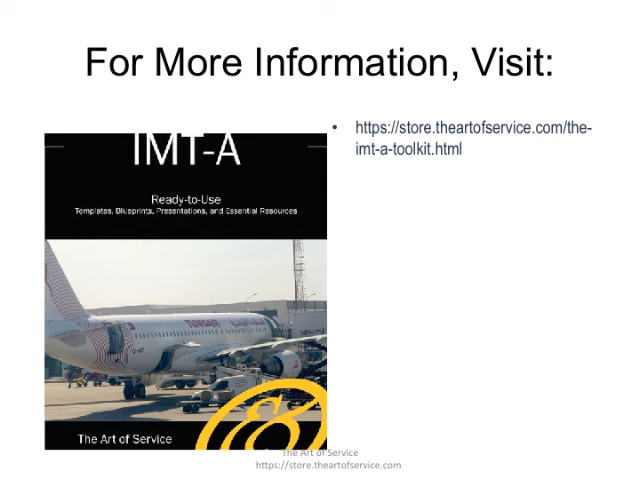 For More Information, Visit:
• https://store.theartofservice.com/the-
imt-a-toolkit.html
IMT-A
Ready-to-Use
Templates, Blueprints, Presentations, and Essential Resources
TUNISAIR
The Art of Service
The Art of Service
https://store.theartofservice.com